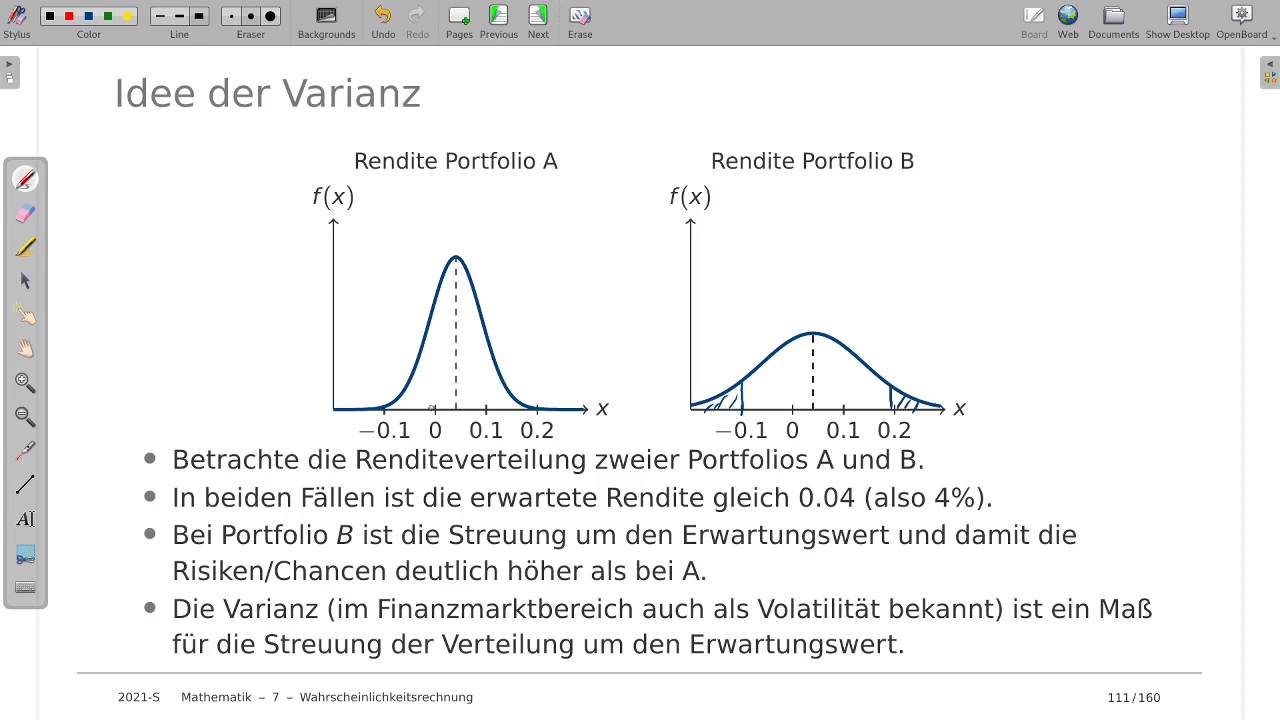 Stylus Color Line Eraser Backgrounds Undo Redo Pages Previous Next Erase Board Web Documents Show Desktop OpenBoard
Idee der Varianz
Rendite Portfolio A
Rendite Portfolio B
f(x)
f(x)
x
x
−0.1 0 0.1 0.2
−0.1 0 0.1 0.2
• Betrachte die Renditeverteilung zweier Portfolios A und B.
• In beiden Fällen ist die erwartete Rendite gleich 0.04 (also 4%).
• Bei Portfolio B ist die Streuung um den Erwartungswert und damit die
Risiken/Chancen deutlich höher als bei A.
• Die Varianz (im Finanzmarktbereich auch als Volatilität bekannt) ist ein Maß
für die Streuung der Verteilung um den Erwartungswert.
2021-S Mathematik – 7 – Wahrscheinlichkeitsrechnung 111/160